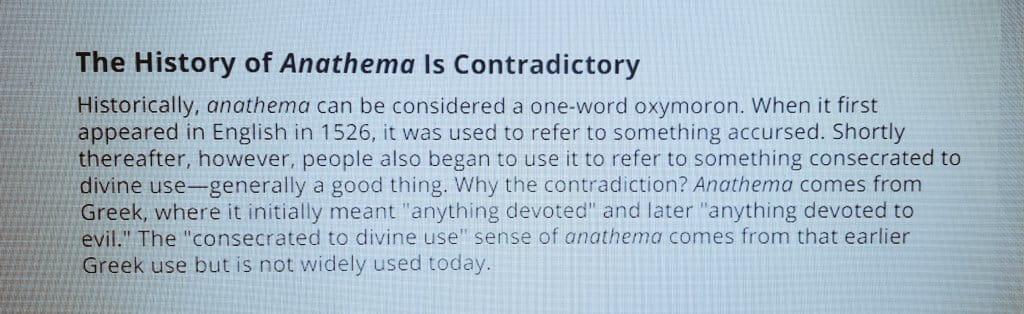 The History of Anathema Is Contradictory
Historically, anathema can be considered a one-word oxymoron. When it first
appeared in English in 1526, it was used to refer to something accursed. Shortly
thereafter, however, people also began to use it to refer to something consecrated to
divine use—generally a good thing. Why the contradiction? Anathema comes from
Greek, where it initially meant "anything devoted" and later "anything devoted to
evil." The "consecrated to divine use" sense of anathema comes from that earlier
Greek use but is not widely used today.